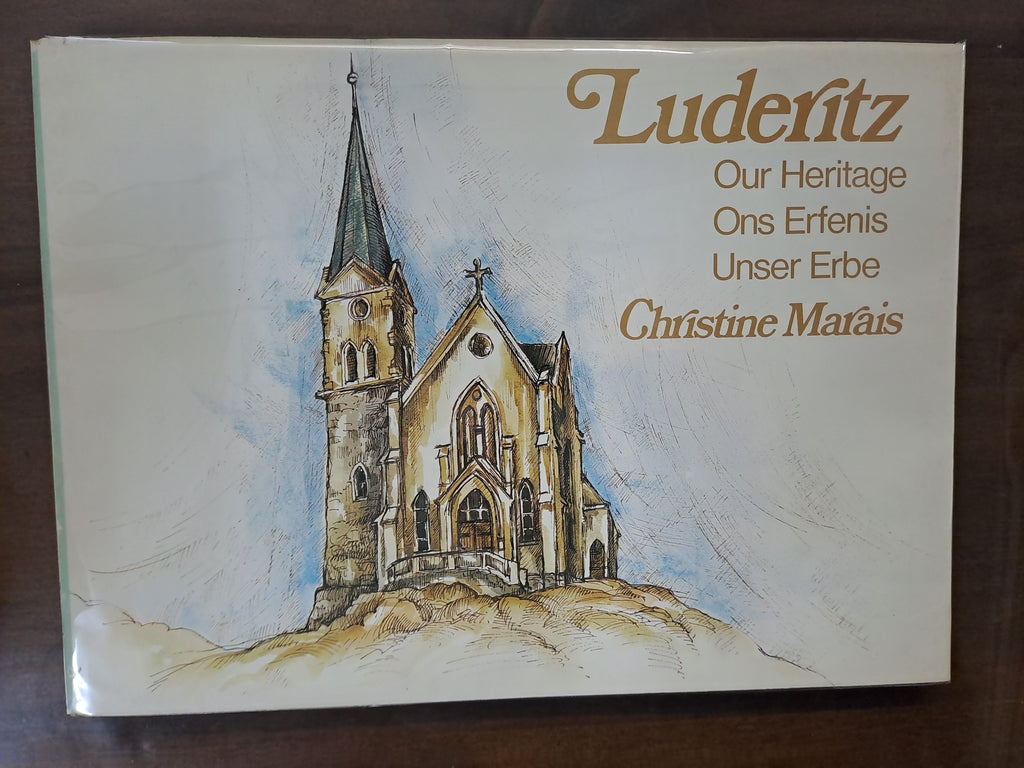 Luderitz
Our Heritage
Ons Erfenis
Unser Erbe
Christine Marais